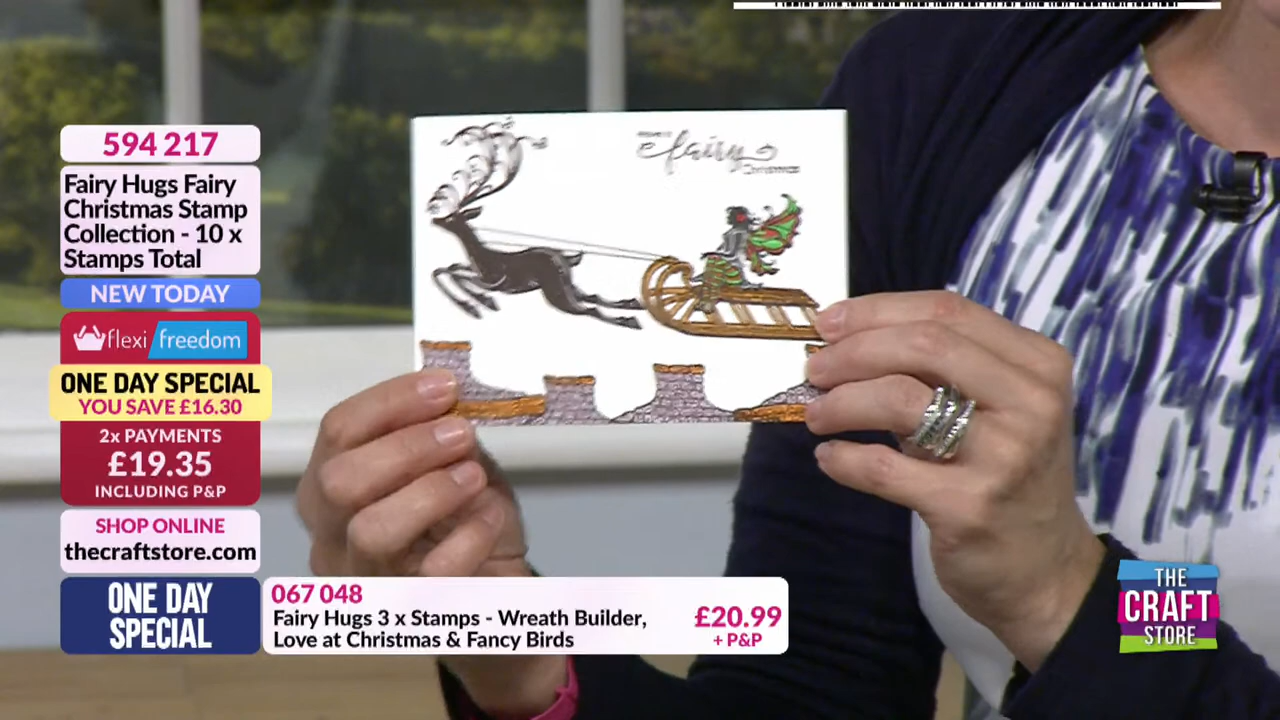 594 217
Fairy Hugs Fairy
Christmas Stamp
Collection - 10 x
Stamps Total
NEW TODAY
flexi freedom
ONE DAY SPECIAL
YOU SAVE £16.30
2x PAYMENTS
£19.35
INCLUDING P&P
SHOP ONLINE
thecraftstore.com
ONE DAY
SPECIAL
067 048
Fairy Hugs 3 x Stamps - Wreath Builder,
Love at Christmas & Fancy Birds
£20.99
+ P&P
fairy
Christmas
THE
CRAFT
STORE